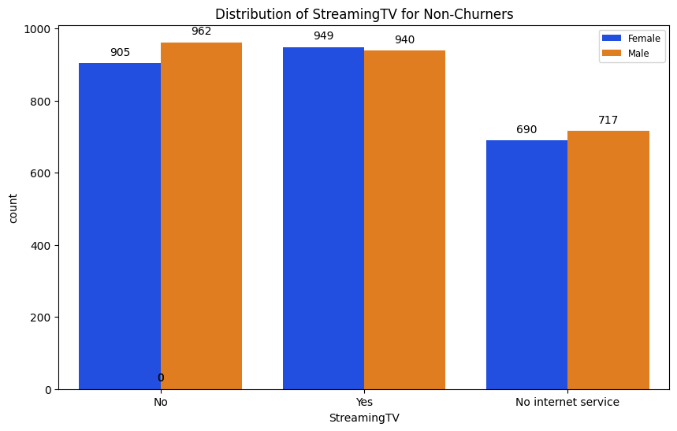 Distribution of StreamingTV for Non-Churners
Female
Male
1000
800
600
400
200
0
count
905
962
949
940
690
717
0
No
Yes
No internet service
StreamingTV